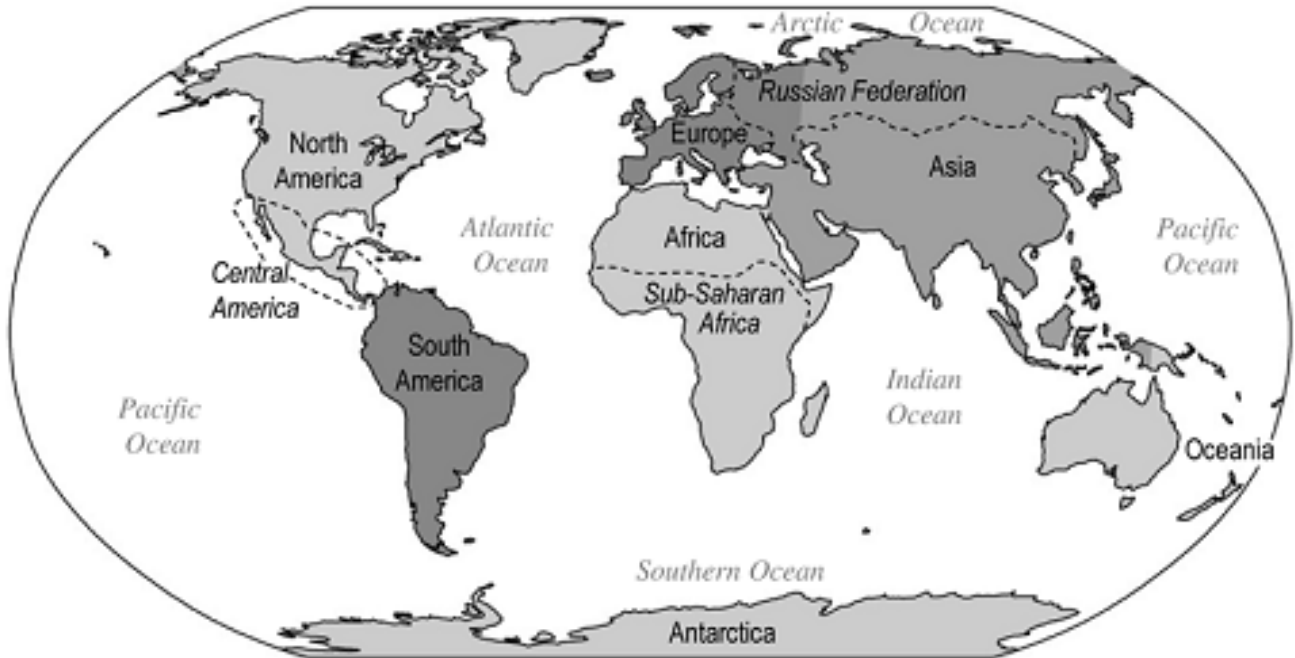 Arctic Ocean
Russian Federation
Europe
North
America
Asia
Atlantic
Ocean
Africa
Pacific
Ocean
Central
America
Sub-Saharan
Africa
South
America
Indian
Ocean
Pacific
Ocean
Oceania
Southern Ocean
Antarctica